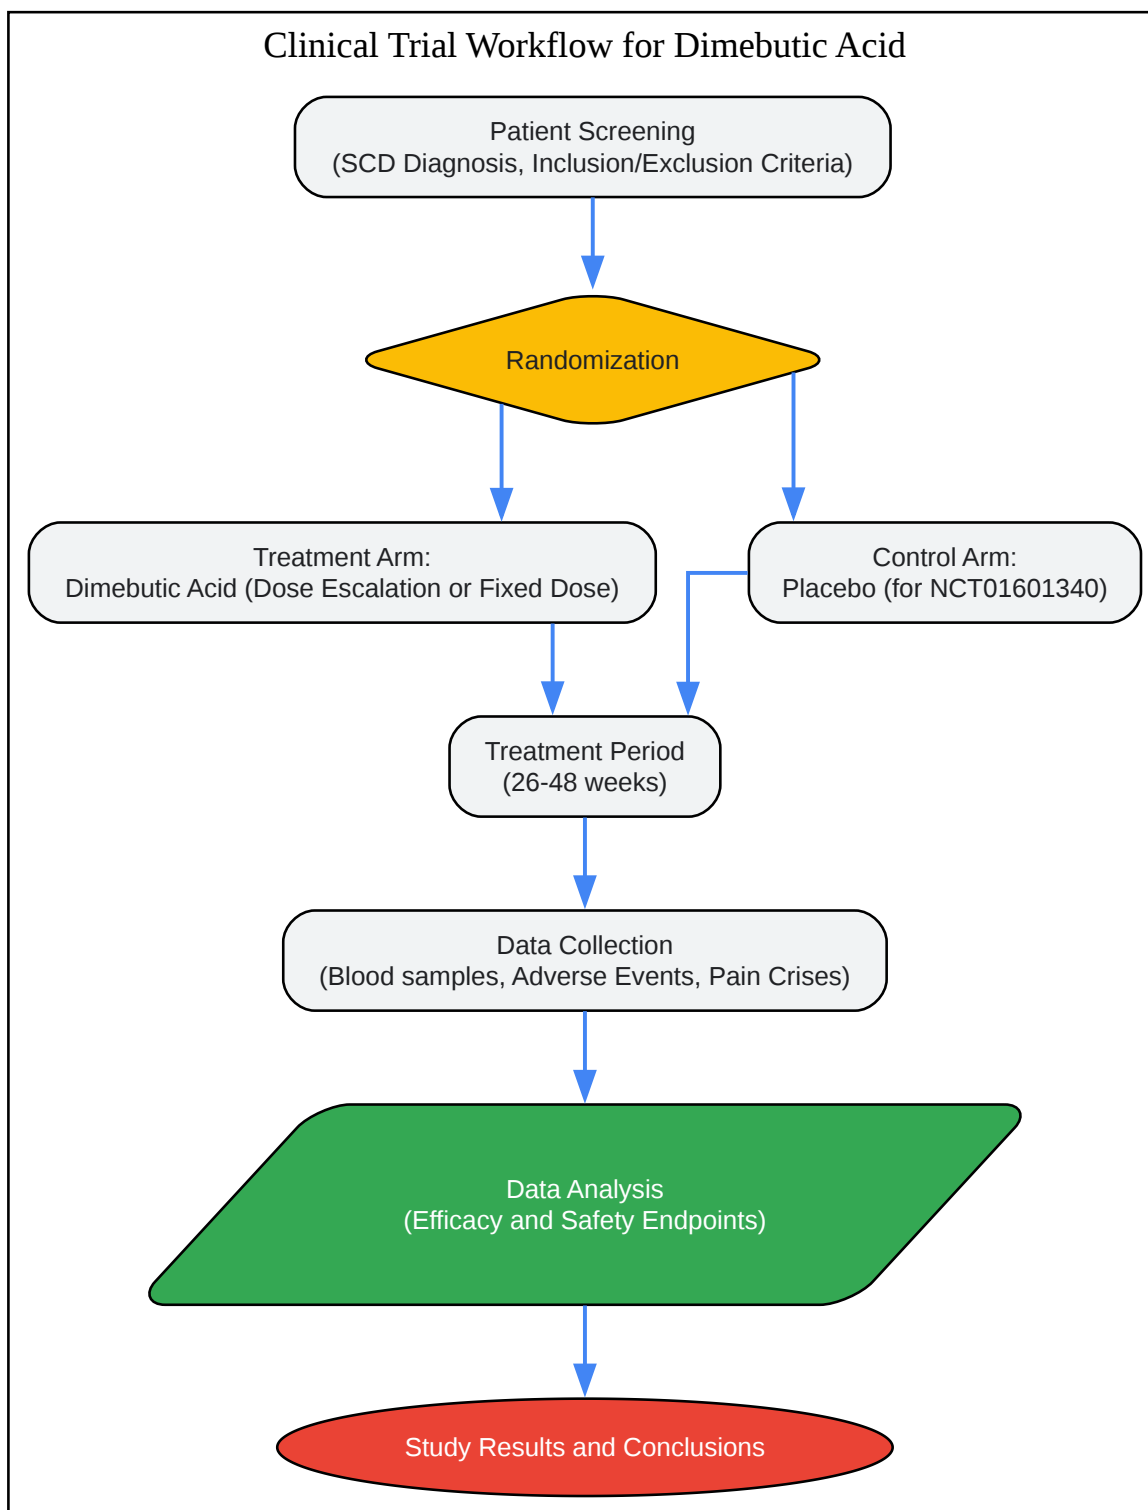 Clinical Trial Workflow for Dimebutic Acid
Patient Screening
(SCD Diagnosis, Inclusion/Exclusion Criteria)
Randomization
Treatment Arm:
Dimebutic Acid (Dose Escalation or Fixed Dose)
Control Arm:
Placebo (for NCT01601340)
Treatment Period
(26-48 weeks)
Data Collection
(Blood samples, Adverse Events, Pain Crises)
Data Analysis
(Efficacy and Safety Endpoints)
Study Results and Conclusions